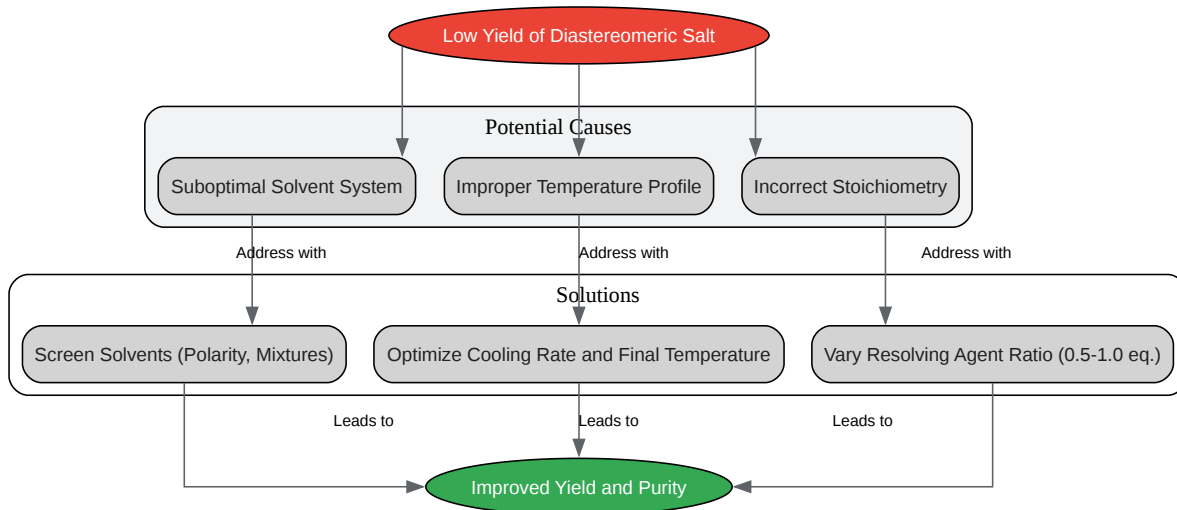 Low Yield of Diastereomeric Salt
Potential Causes
Suboptimal Solvent System
Improper Temperature Profile
Incorrect Stoichiometry
Address with
Address with
Address with
Solutions
Screen Solvents (Polarity, Mixtures)
Optimize Cooling Rate and Final Temperature
Vary Resolving Agent Ratio (0.5-1.0 eq.)
Leads to
Leads to
Leads to
Improved Yield and Purity